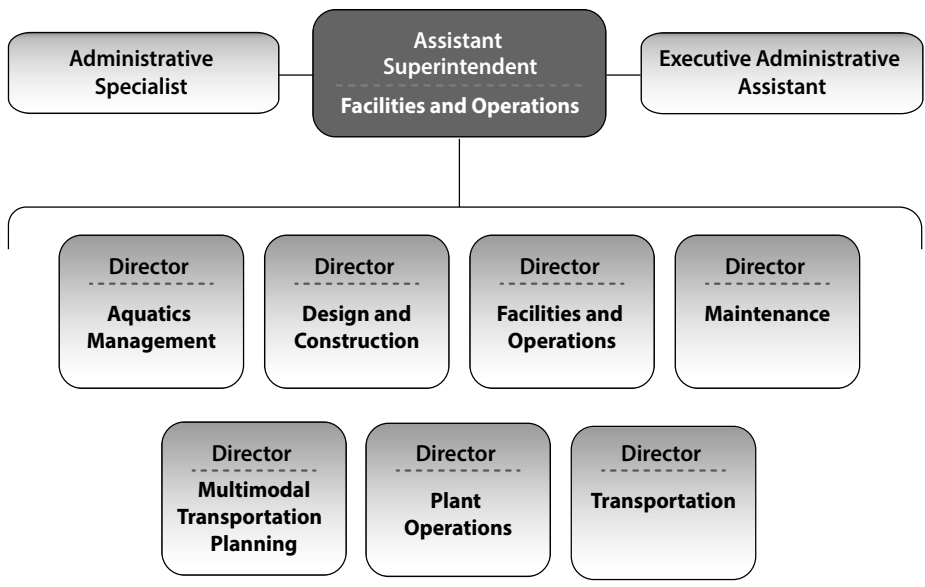 Administrative
Specialist
Assistant
Superintendent
Facilities and Operations
Executive Administrative
Assistant
Director
Aquatics
Management
Director
Design and
Construction
Director
Facilities and
Operations
Director
Maintenance
Director
Multimodal
Transportation
Planning
Director
Plant
Operations
Director
Transportation